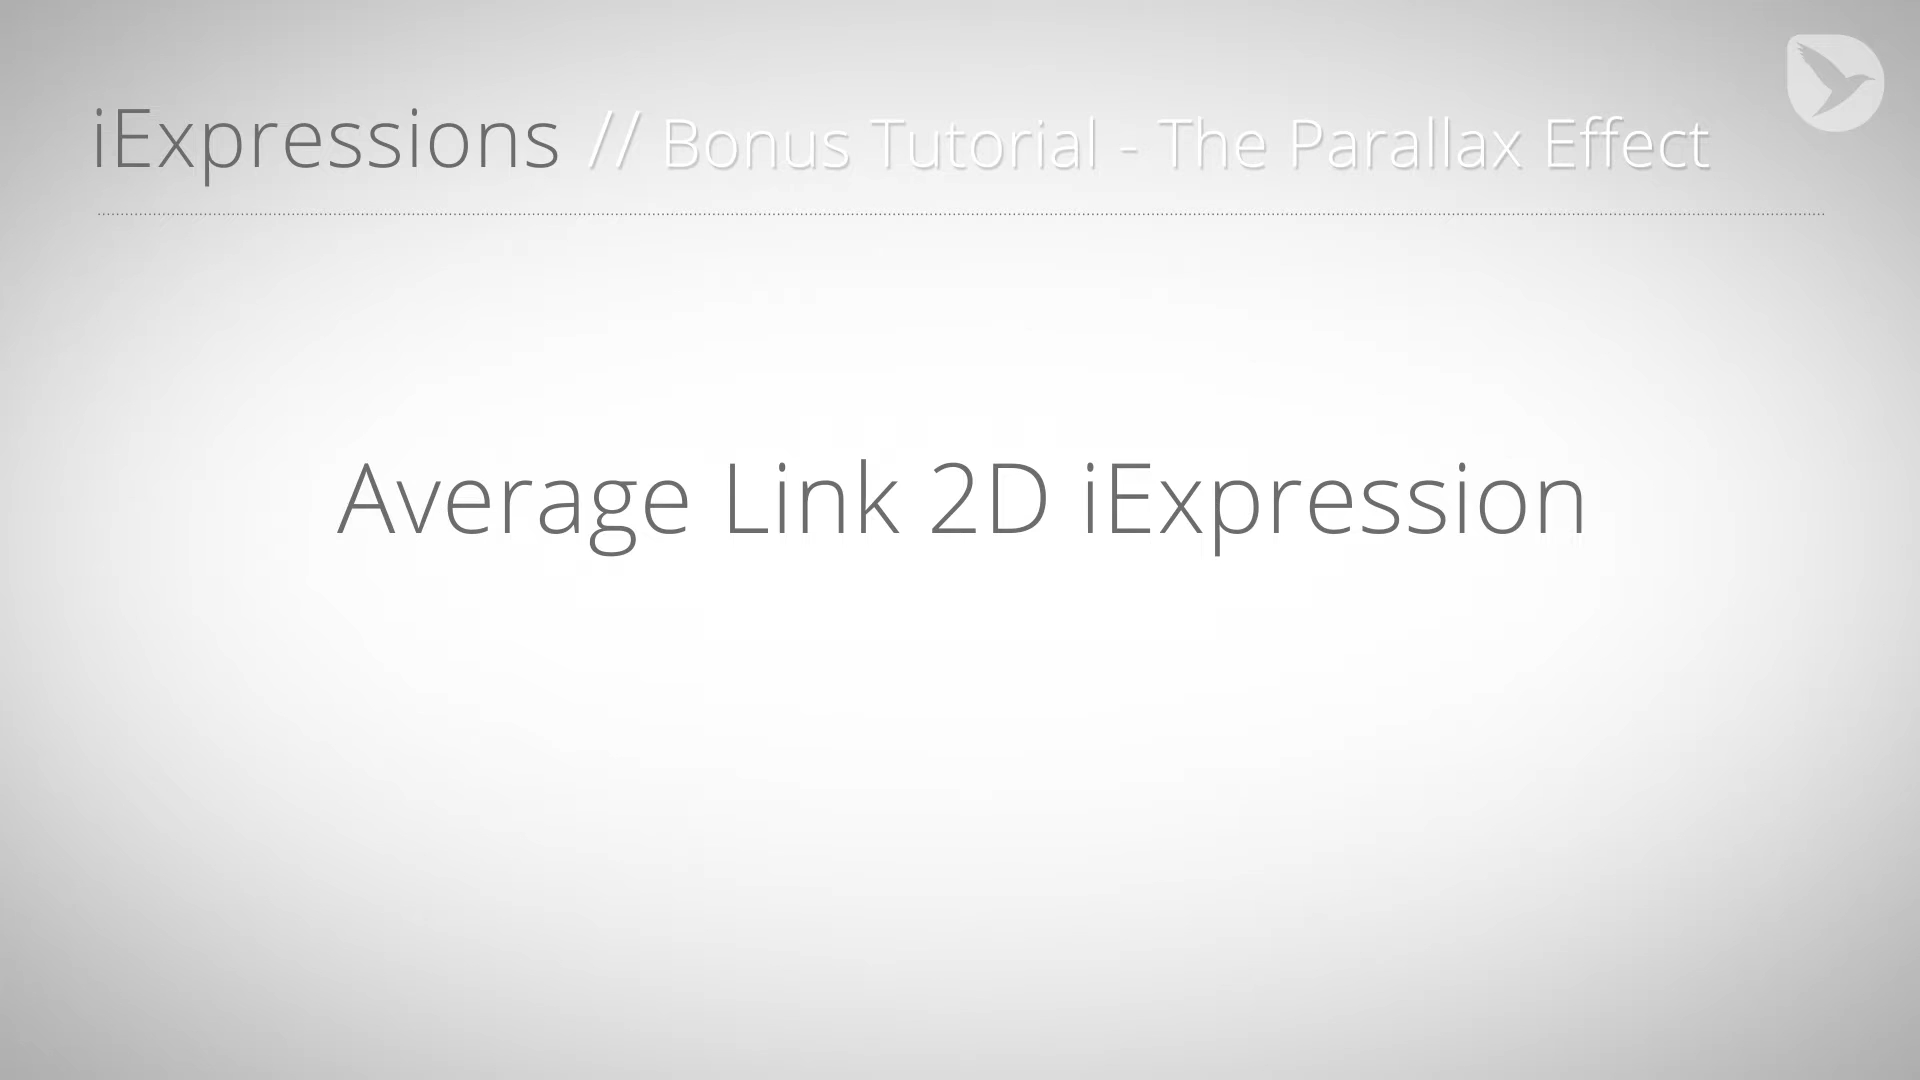 iExpressions // Bonus Tutorial - The Parallax Effect
Average Link 2D iExpression